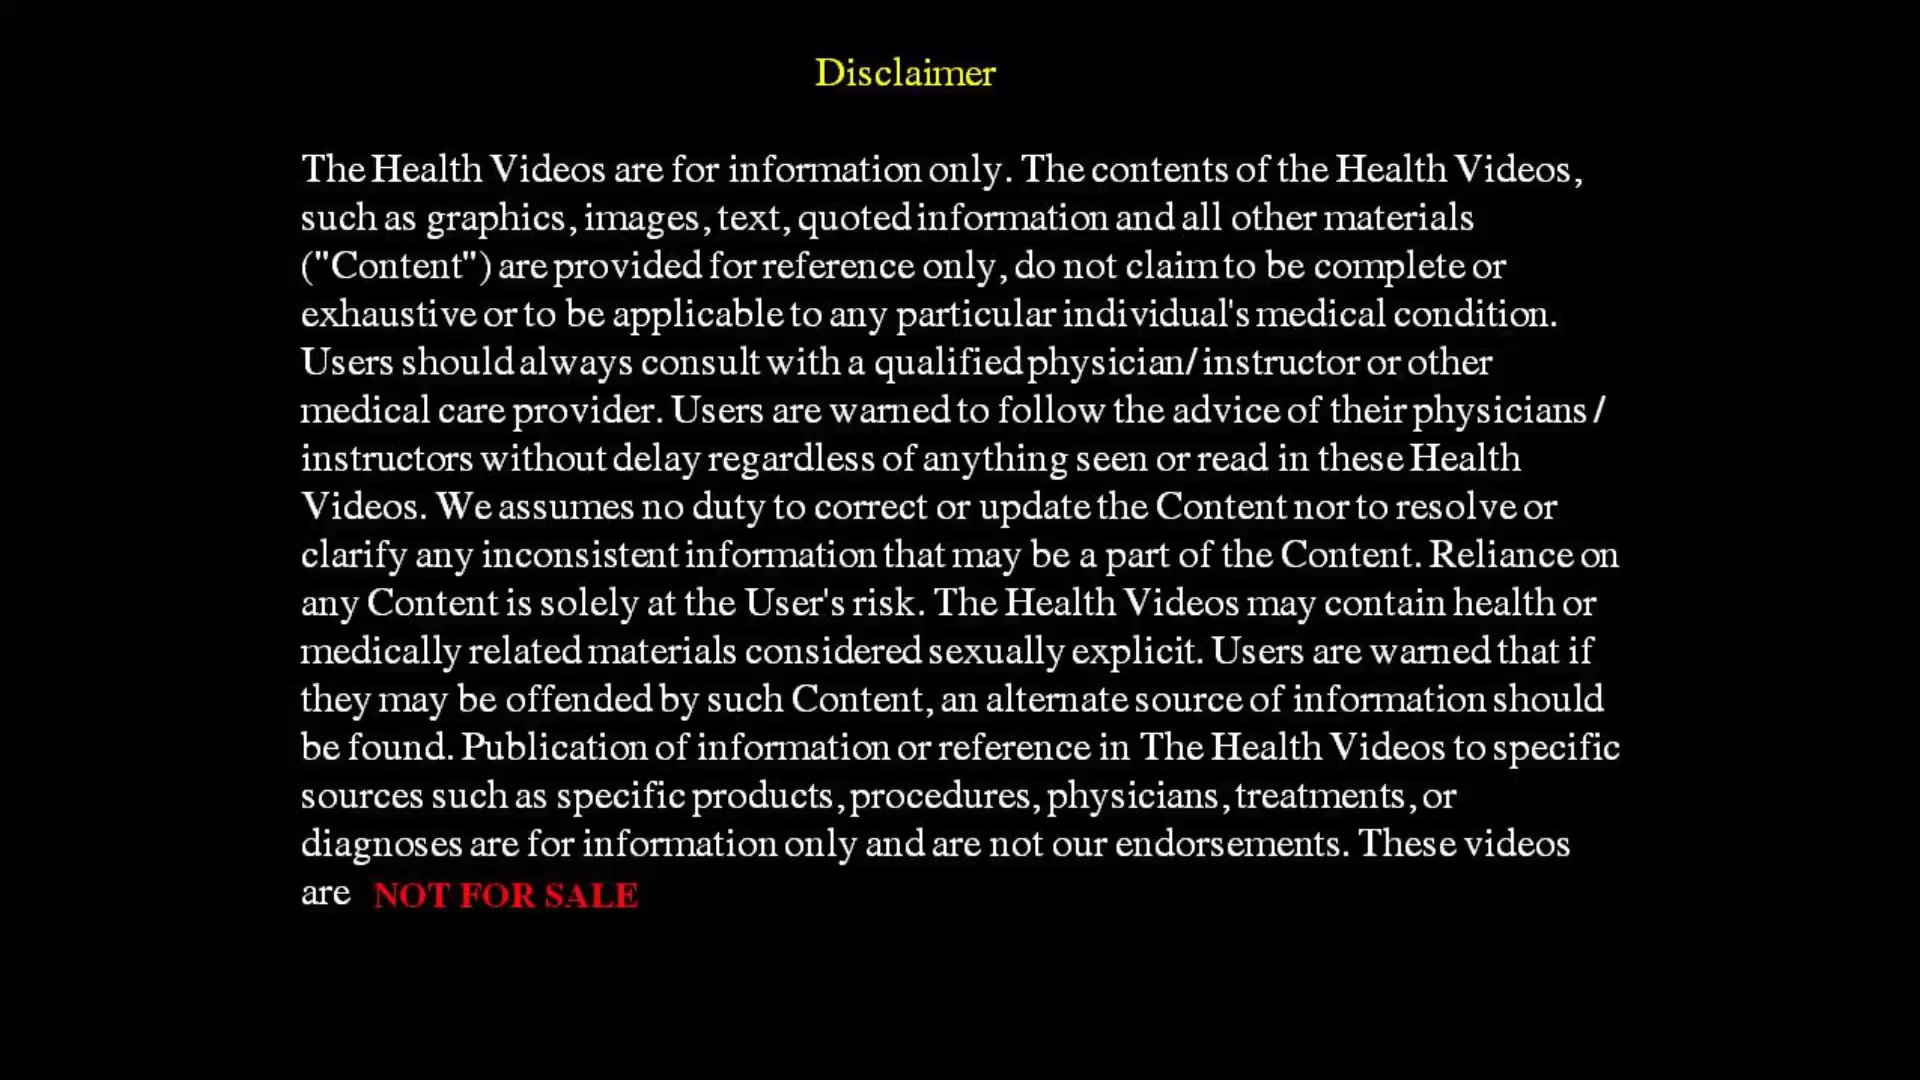 Disclaimer
The Health Videos are for information only. The contents of the Health Videos,
such as graphics, images, text, quoted information and all other materials
("Content") are provided for reference only, do not claim to be complete or
exhaustive or to be applicable to any particular individual's medical condition.
Users should always consult with a qualified physician/ instructor or other
medical care provider. Users are warned to follow the advice of their physicians /
instructors without delay regardless of anything seen or read in these Health
Videos. We assumes no duty to correct or update the Content nor to resolve or
clarify any inconsistent information that may be a part of the Content. Reliance on
any Content is solely at the User's risk. The Health Videos may contain health or
medically related materials considered sexually explicit. Users are warned that if
they may be offended by such Content, an alternate source of information should
be found. Publication of information or reference in The Health Videos to specific
sources such as specific products, procedures, physicians, treatments, or
diagnoses are for information only and are not our endorsements. These videos
are NOT FOR SALE